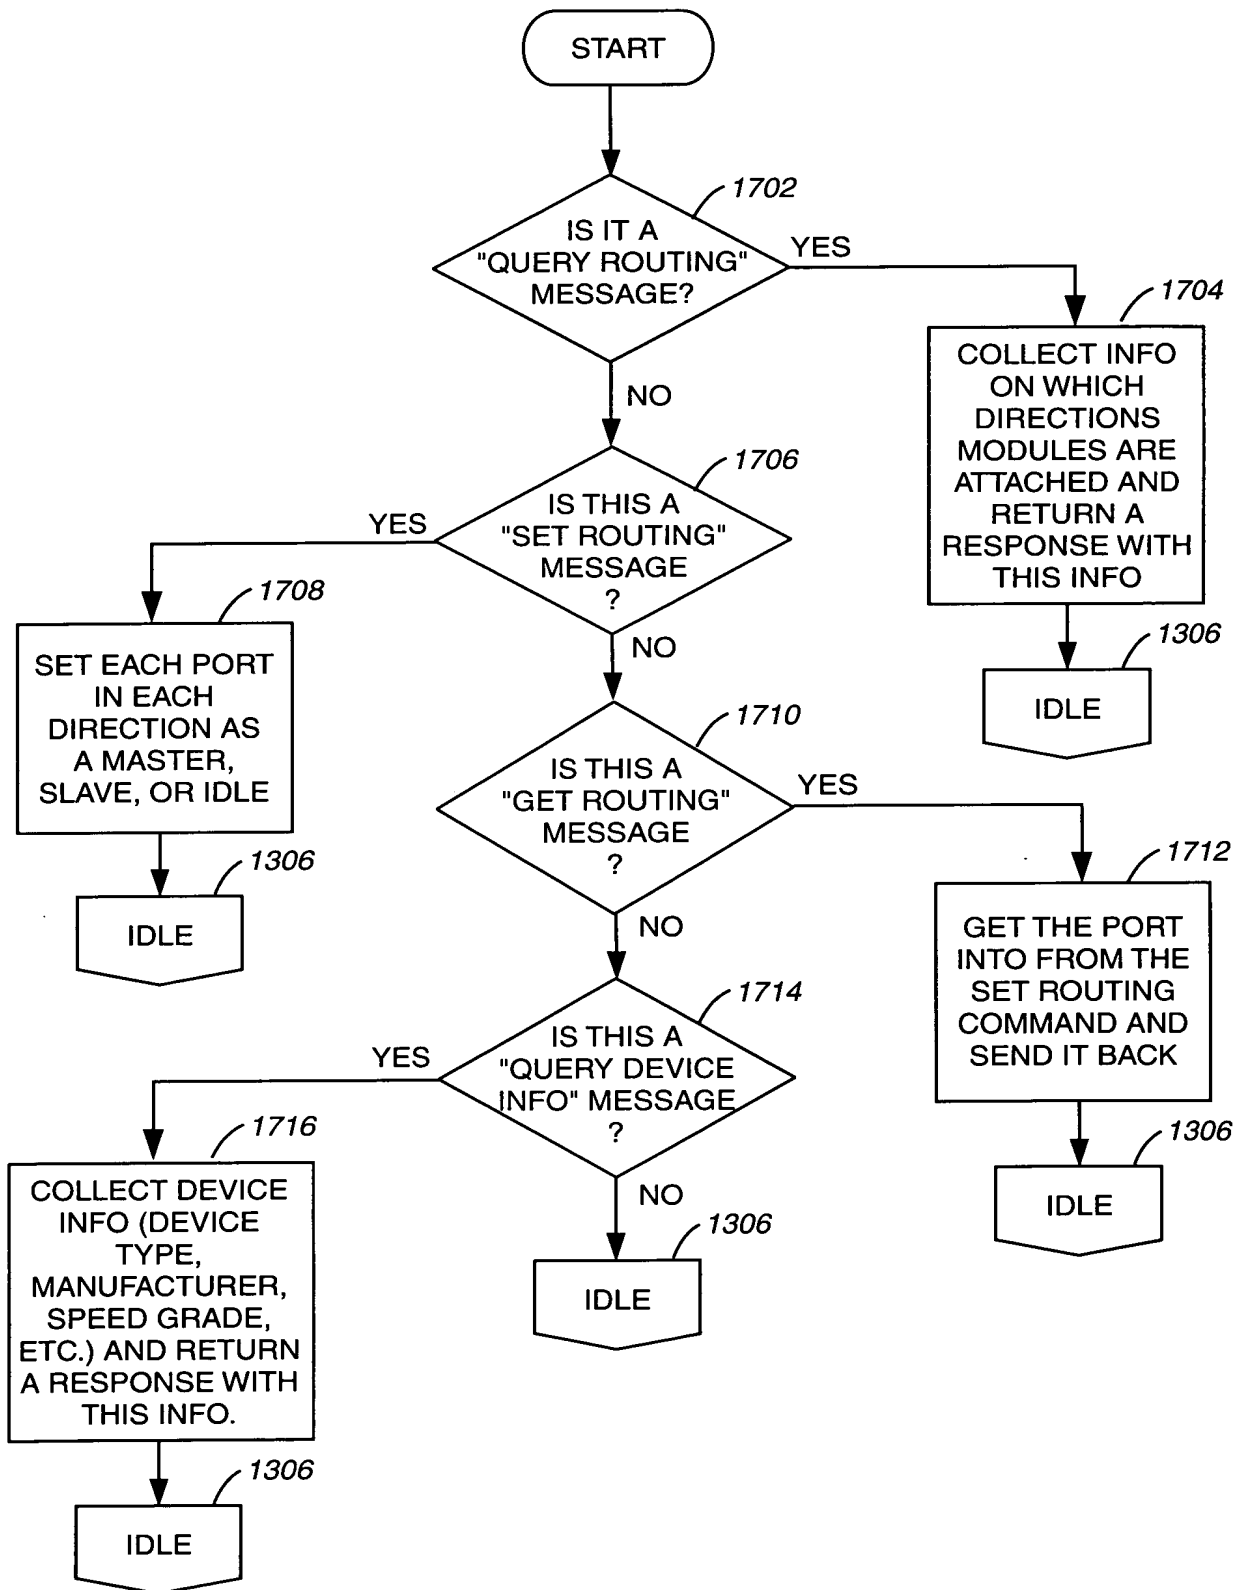 START
1702
IS IT A
"QUERY ROUTING"
MESSAGE?
YES
NO
1704
COLLECT INFO
ON WHICH
DIRECTIONS
MODULES ARE
ATTACHED AND
RETURN A
RESPONSE WITH
THIS INFO
1306
IDLE
1706
IS THIS A
"SET ROUTING"
MESSAGE
?
YES
NO
1708
SET EACH PORT
IN EACH
DIRECTION AS
A MASTER,
SLAVE, OR IDLE
1306
IDLE
1710
IS THIS A
"GET ROUTING"
MESSAGE
?
YES
NO
1712
GET THE PORT
INTO FROM THE
SET ROUTING
COMMAND AND
SEND IT BACK
1306
IDLE
1714
IS THIS A
"QUERY DEVICE
INFO" MESSAGE
?
YES
NO
1716
COLLECT DEVICE
INFO (DEVICE
TYPE,
MANUFACTURER,
SPEED GRADE,
ETC.) AND RETURN
A RESPONSE WITH
THIS INFO.
1306
IDLE
1306
IDLE